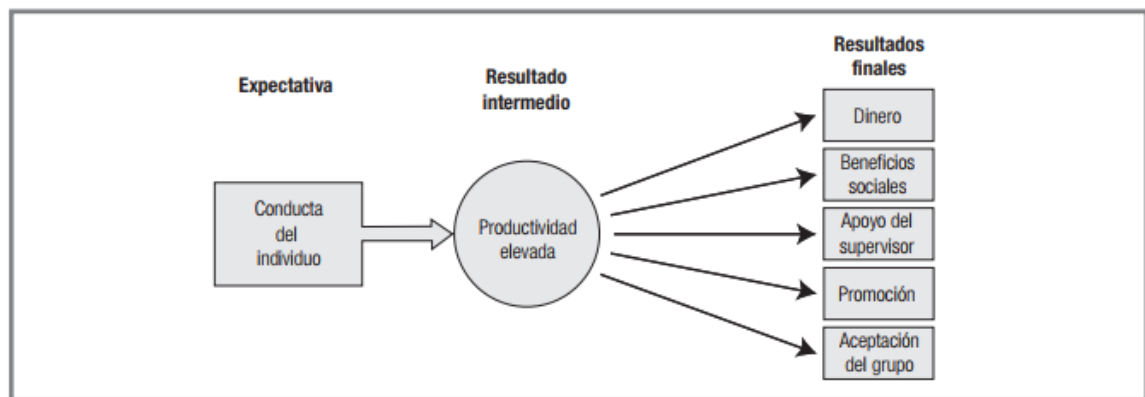 Expectativa
Resultado
intermedio
Resultados
finales
Conducta
del
individuo
Productividad
elevada
Dinero
Beneficios
sociales
Apoyo del
supervisor
Promoción
Aceptación
del grupo